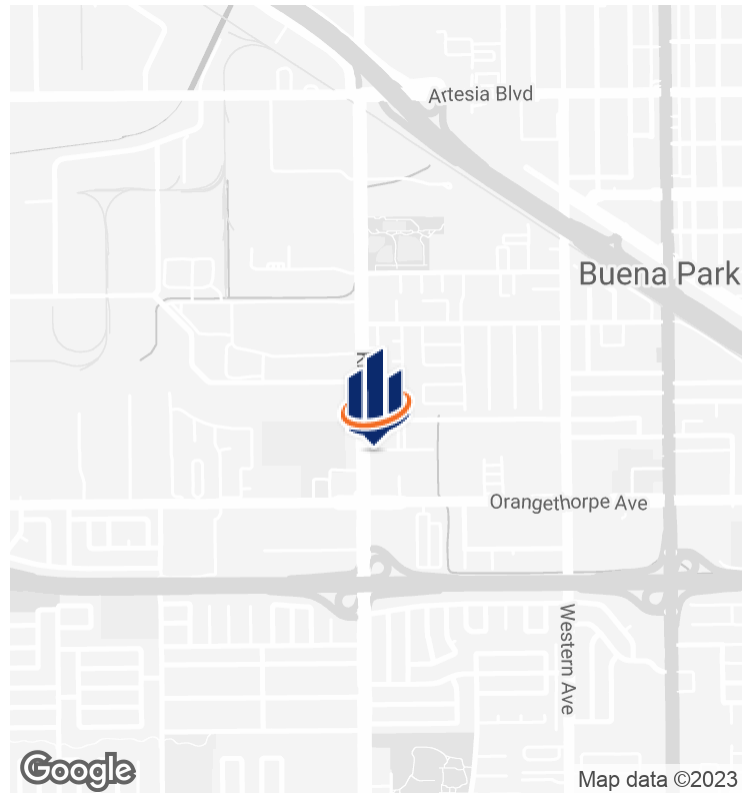 Artesia Blvd
Buena Park
Orangethorpe Ave
Western Ave
Google
Map data ©2023